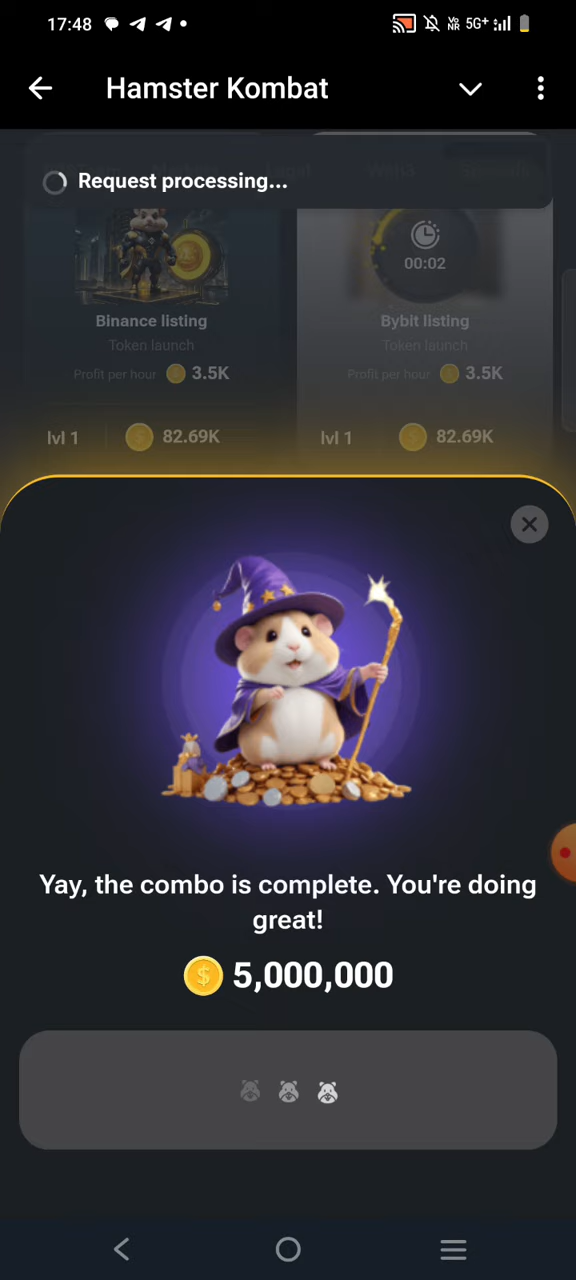 17:48
Vo
NR
5G+
Hamster Kombat
Request processing...
00:02
Binance listing
Bybit listing
Token launch
Token launch
Profit per hour 3.5K
Profit per hour 3.5K
lvl 1
82.69K
lvl 1
82.69K
Yay, the combo is complete. You're doing
great!
5,000,000